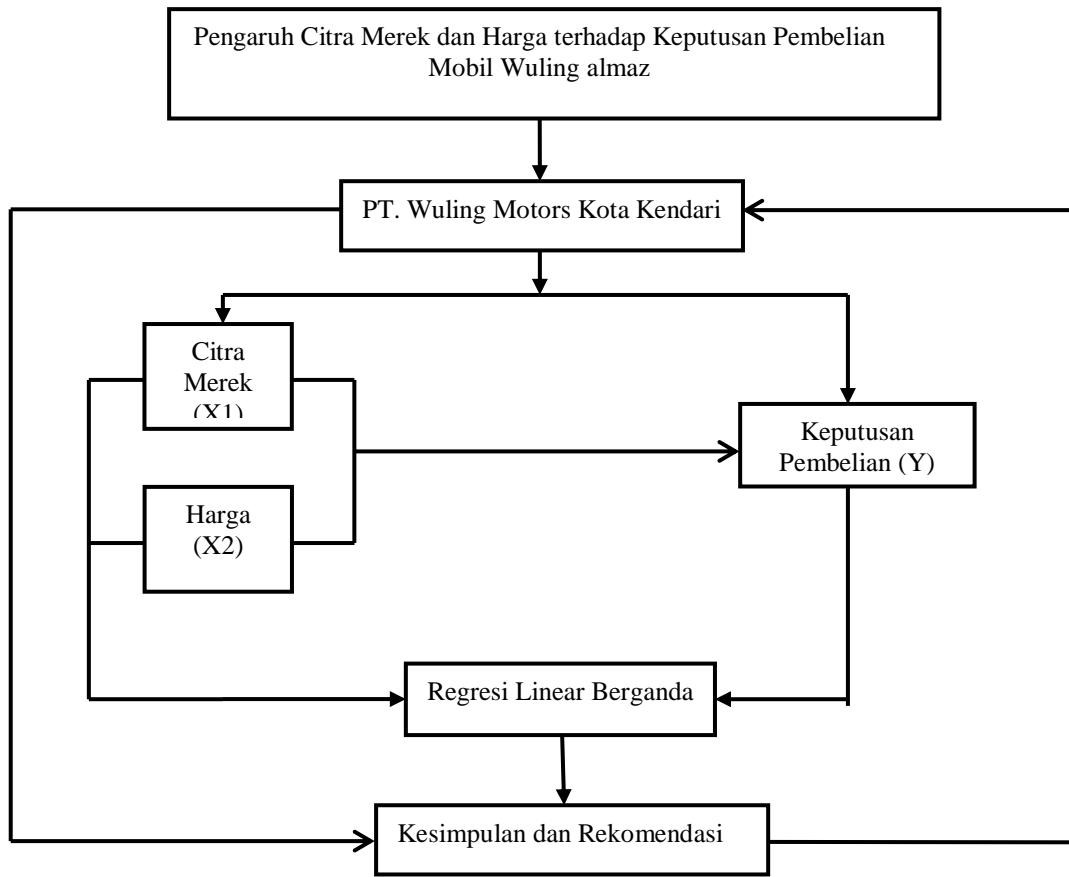 Pengaruh Citra Merek dan Harga terhadap Keputusan Pembelian
Mobil Wuling almaz
PT. Wuling Motors Kota Kendari
Citra
Merek
(X1)
Keputusan
Pembelian (Y)
Harga
(X2)
Regresi Linear Berganda
Kesimpulan dan Rekomendasi